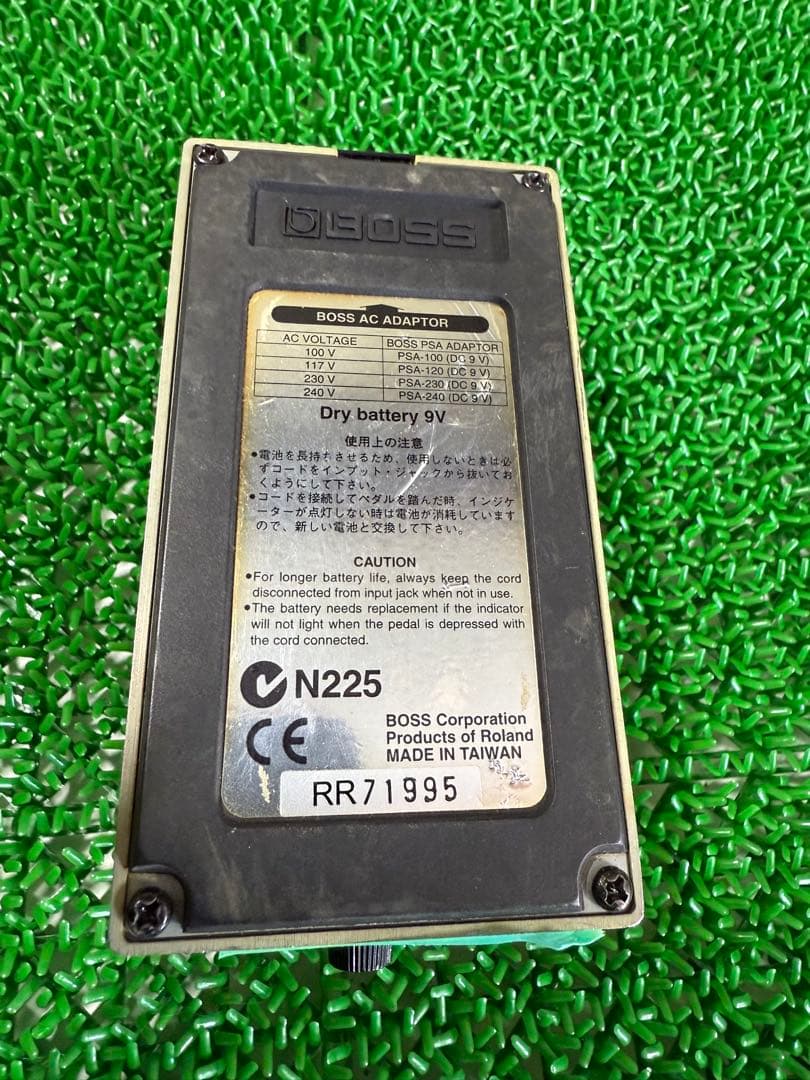 BOSS
BOSS AC ADAPTOR
AC VOLTAGE BOSS PSA ADAPTOR
100 V PSA-100 (DC 9 V)
117 V PSA-120 (DC 9 V)
230 V PSA-230 (DC 9 V)
240 V PSA-240 (DC 9 V)
Dry battery 9V
使用上の注意
●電池を長持ちさせるため、使用しないときは必
ずコードをインプット・ジャックから抜いてお
くようにして下さい。
●コードを接続してペダルを踏んだ時、インジケ
ーターが点灯しない時は電池が消耗しています
ので、新しい電池と交換して下さい。
CAUTION
●For longer battery life, always keep the cord
disconnected from input jack when not in use.
●The battery needs replacement if the indicator
will not light when the pedal is depressed with
the cord connected.
N225
CE
BOSS Corporation
Products of Roland
MADE IN TAIWAN
RR71995